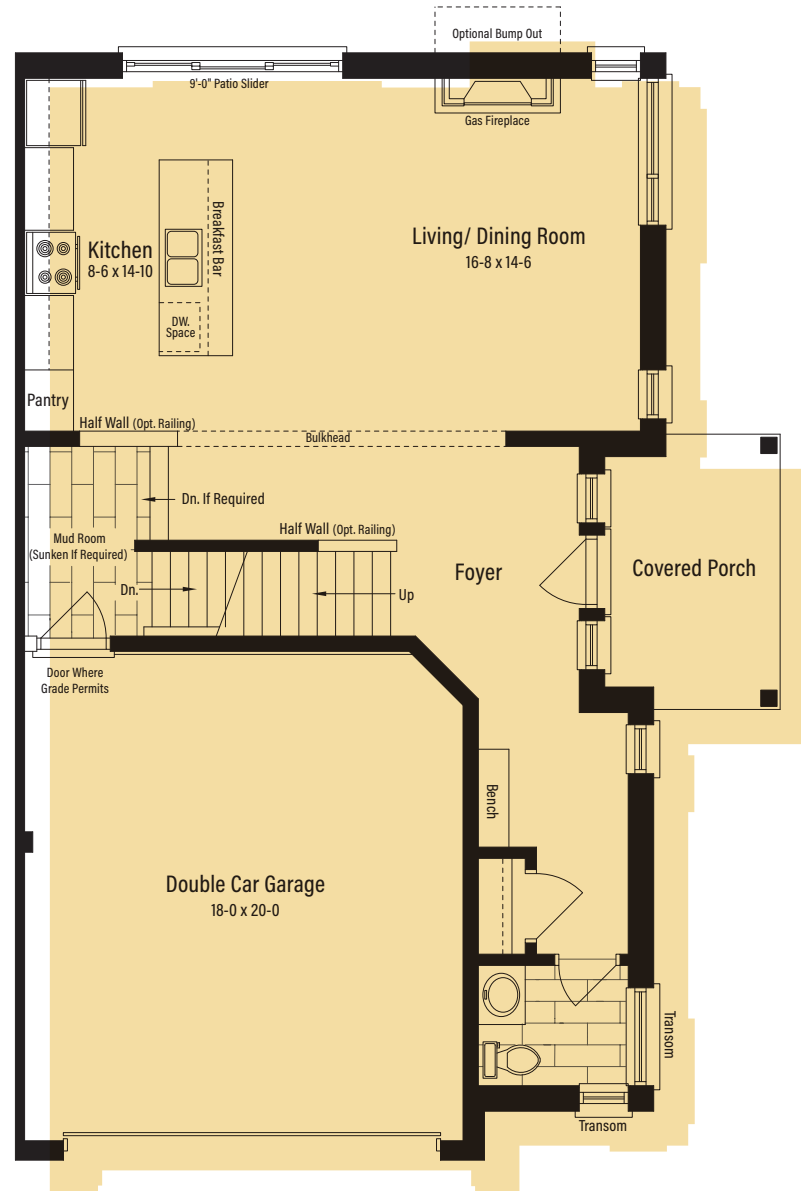 Optional Bump Out
9'-0" Patio Slider
Gas Fireplace
Kitchen
8-6 x 14-10
Breakfast Bar
Living/ Dining Room
16-8 x 14-6
DW.
Space
Pantry
Half Wall (Opt. Railing)
Bulkhead
Dn. If Required
Mud Room
(Sunken If Required)
Half Wall (Opt. Railing)
Dn.
Up
Foyer
Covered Porch
Door Where
Grade Permits
Bench
Double Car Garage
18-0 x 20-0
Transom
Transom